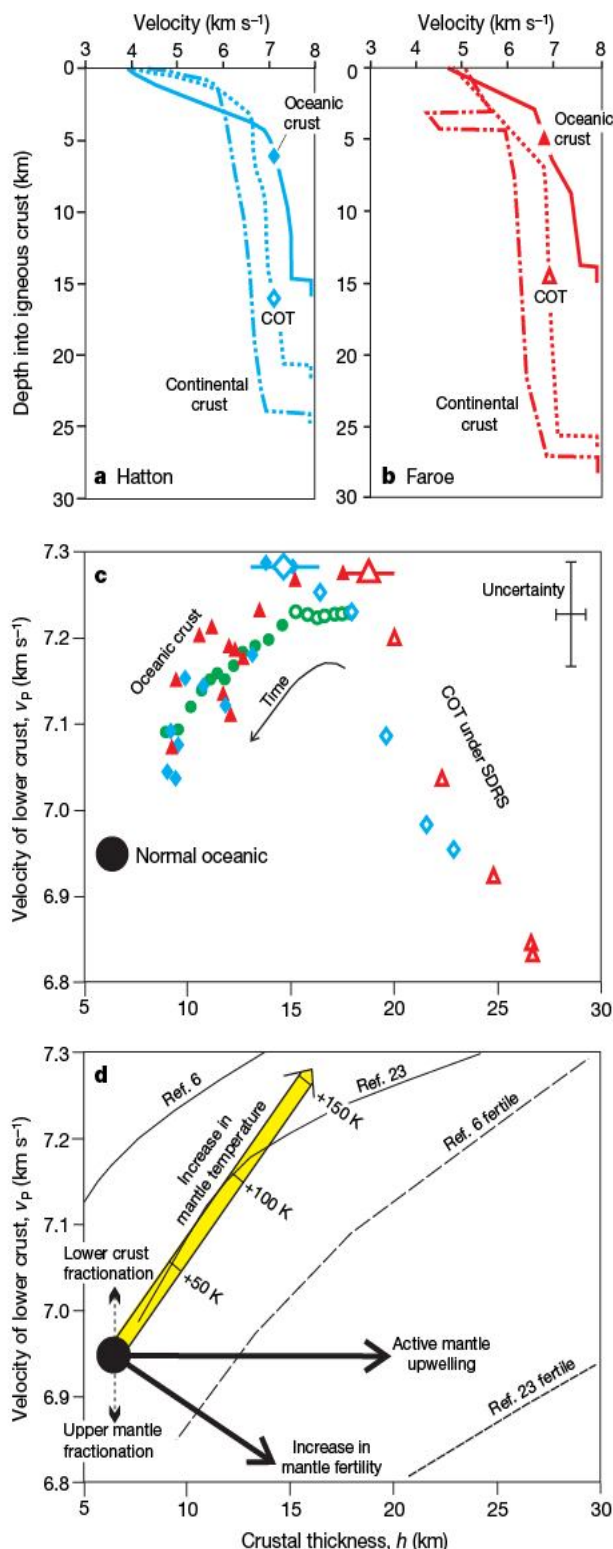 Velocity (km s⁻¹)
3 4 5 6 7 8
Velocity (km s⁻¹)
3 4 5 6 7 8
Depth into igneous crust (km)
0
5
10
15
20
25
30
Oceanic
crust
COT
Continental
crust
a Hatton
0
5
10
15
20
25
30
Oceanic
crust
COT
Continental
crust
b Faroe
c
Velocity of lower crust, vP (km s⁻¹)
7.3
7.2
7.1
7.0
6.9
6.8
Oceanic crust
Time
Uncertainty
COT under SDRS
Normal oceanic
5 10 15 20 25 30
d
Velocity of lower crust, vP (km s⁻¹)
7.3
7.2
7.1
7.0
6.9
6.8
Ref. 6
Increase in
mantle temperature
Ref. 23
+150 K
+100 K
+50 K
Ref. 6 fertile
Lower crust
fractionation
Active mantle
upwelling
Upper mantle
fractionation
Increase in
mantle fertility
Ref. 23 fertile
5 10 15 20 25 30
Crustal thickness, h (km)